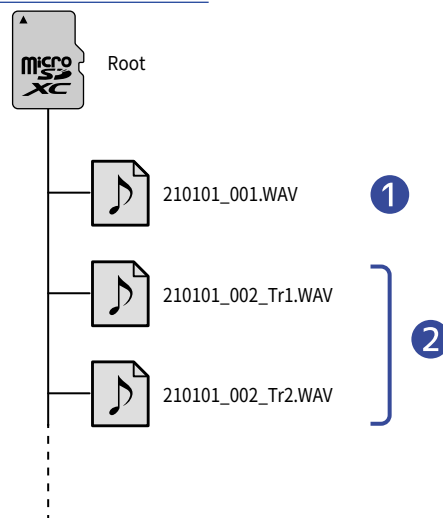 micro
SD
XC
Root
210101_001.WAV
1
210101_002_Tr1.WAV
2
210101_002_Tr2.WAV